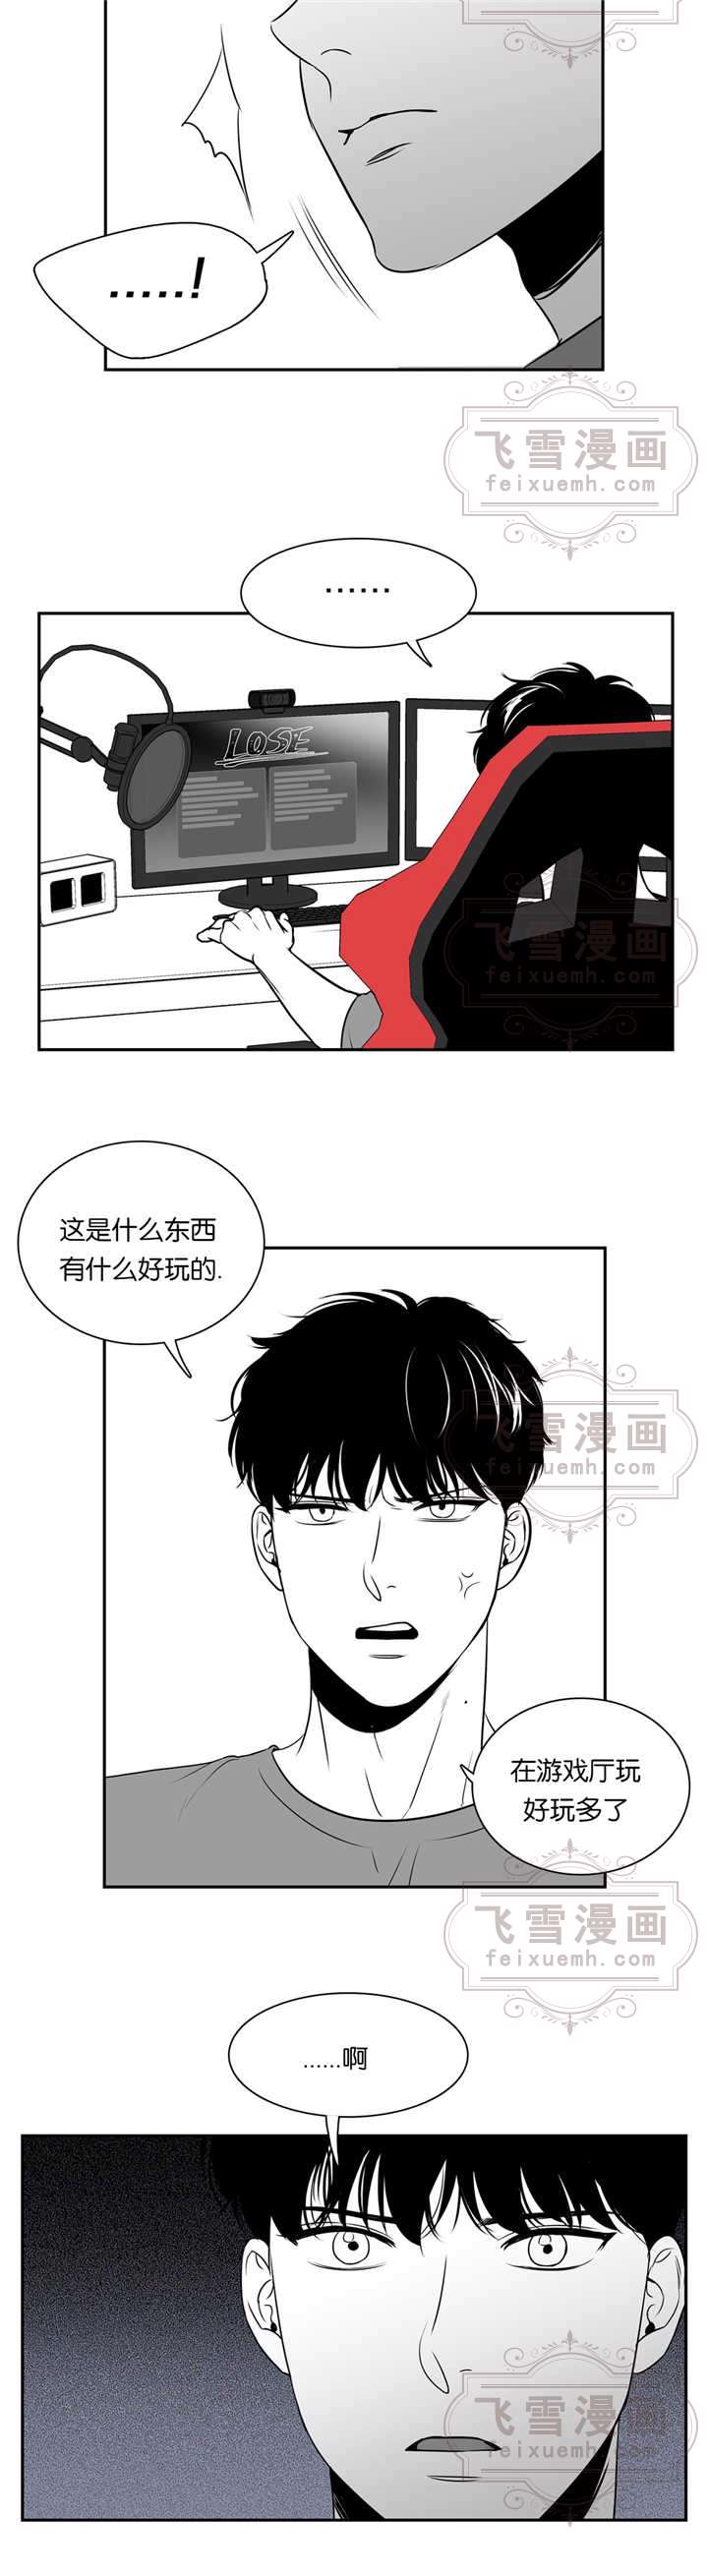 .....!
飞雪漫画
feixuemh.com
......
LOSE
飞雪漫画
feixuemh.com
这是什么东西
有什么好玩的.
飞雪漫画
feixuemh.com
在游戏厅玩
好玩多了
飞雪漫画
feixuemh.com
......啊
飞雪漫画
feixuemh.com